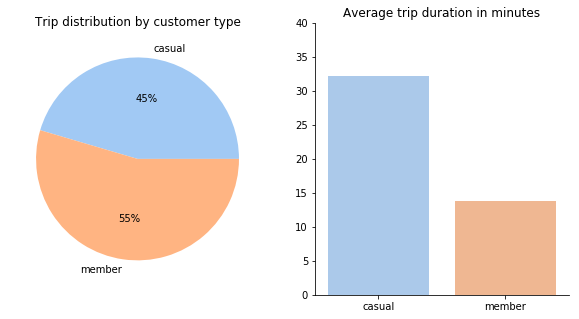 Trip distribution by customer type
casual
45%
55%
member
Average trip duration in minutes
40
35
30
25
20
15
10
5
0
casual
member